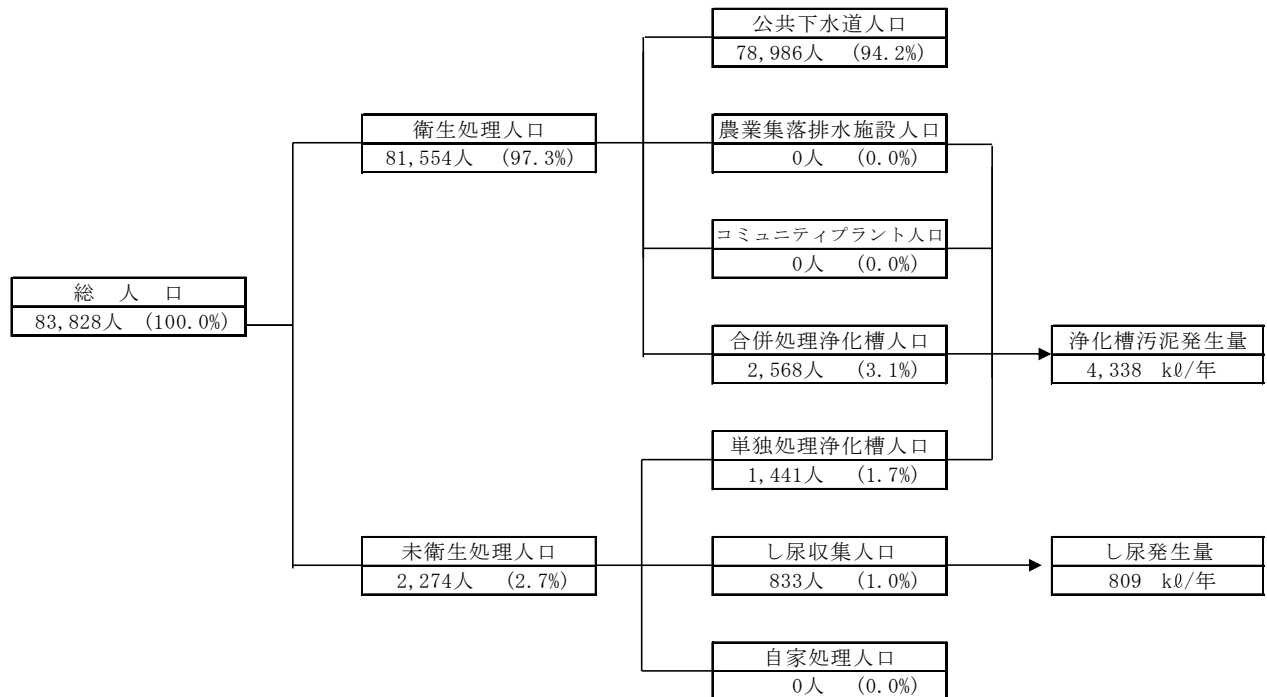 公共下水道人口
78,986人 (94.2%)
衛生処理人口
81,554人 (97.3%)
農業集落排水施設人口
0人 (0.0%)
コミュニティプラント人口
0人 (0.0%)
総 人 口
83,828人 (100.0%)
合併処理浄化槽人口
2,568人 (3.1%)
浄化槽汚泥発生量
4,338 kℓ/年
単独処理浄化槽人口
1,441人 (1.7%)
未衛生処理人口
2,274人 (2.7%)
し尿収集人口
833人 (1.0%)
し尿発生量
809 kℓ/年
自家処理人口
0人 (0.0%)